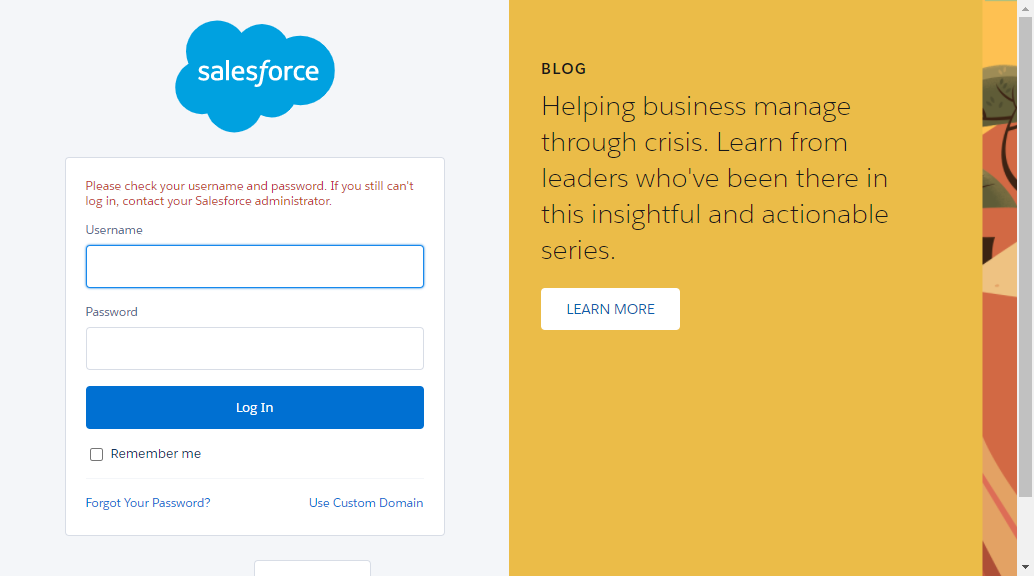 salesforce
Please check your username and password. If you still can't
log in, contact your Salesforce administrator.
Username
Password
Log In
Remember me
Forgot Your Password?
Use Custom Domain
BLOG
Helping business manage
through crisis. Learn from
leaders who've been there in
this insightful and actionable
series.
LEARN MORE